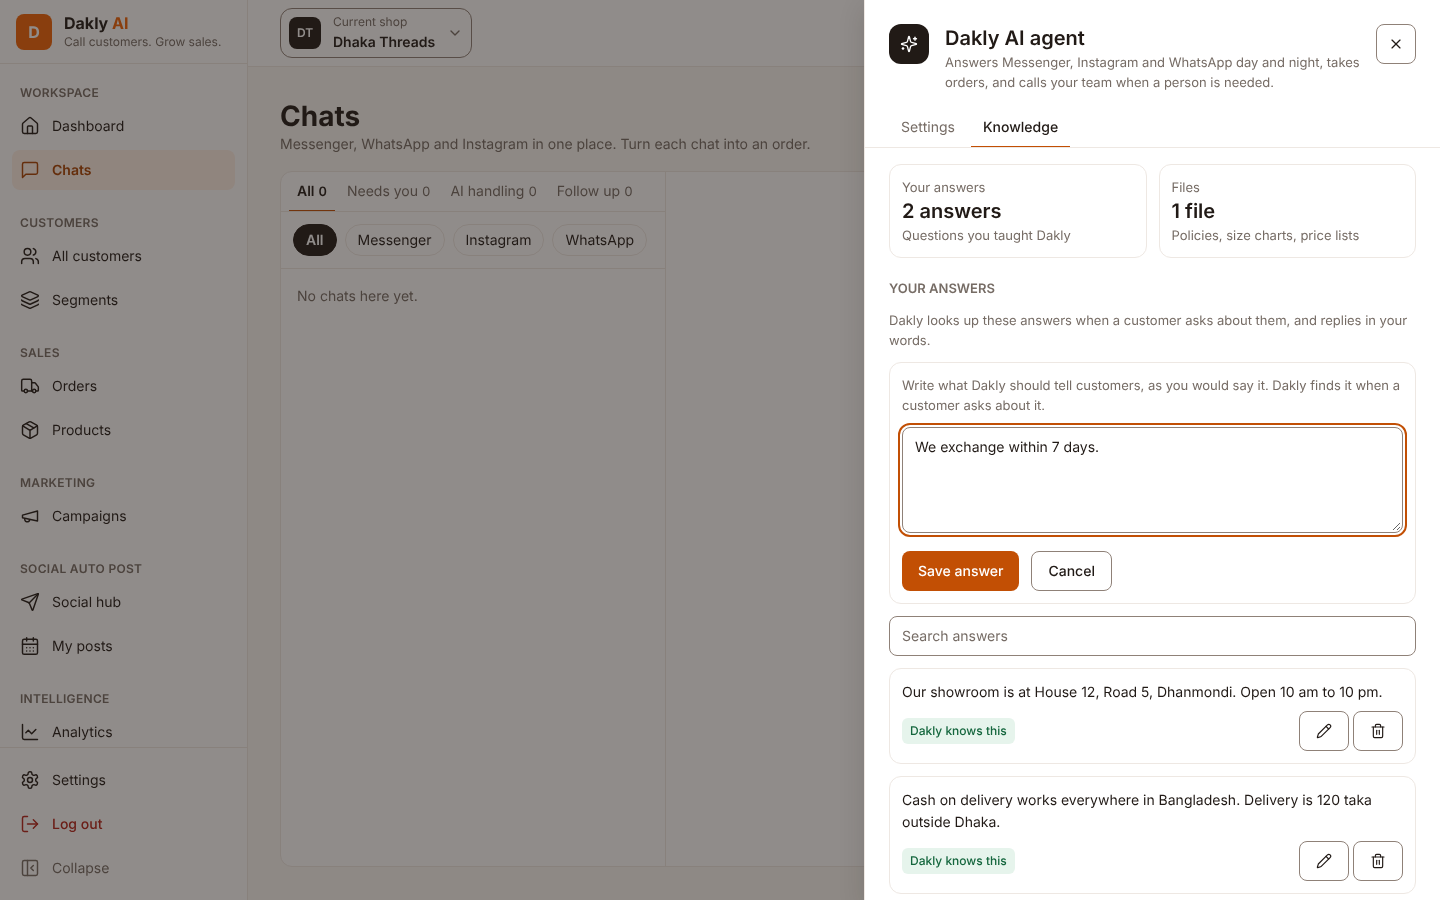 D
Dakly AI
Call customers. Grow sales.
WORKSPACE
Dashboard
Chats
CUSTOMERS
All customers
Segments
SALES
Orders
Products
MARKETING
Campaigns
SOCIAL AUTO POST
Social hub
My posts
INTELLIGENCE
Analytics
Settings
Log out
Collapse
DT
Current shop
Dhaka Threads
Chats
Messenger, WhatsApp and Instagram in one place. Turn each chat into an order.
All 0 Needs you 0 AI handling 0 Follow up 0
All Messenger Instagram WhatsApp
No chats here yet.
Dakly AI agent
Answers Messenger, Instagram and WhatsApp day and night, takes
orders, and calls your team when a person is needed.
Settings Knowledge
Your answers
2 answers
Questions you taught Dakly
Files
1 file
Policies, size charts, price lists
YOUR ANSWERS
Dakly looks up these answers when a customer asks about them, and replies in your
words.
Write what Dakly should tell customers, as you would say it. Dakly finds it when a
customer asks about it.
We exchange within 7 days.
Save answer Cancel
Search answers
Our showroom is at House 12, Road 5, Dhanmondi. Open 10 am to 10 pm.
Dakly knows this
Cash on delivery works everywhere in Bangladesh. Delivery is 120 taka
outside Dhaka.
Dakly knows this